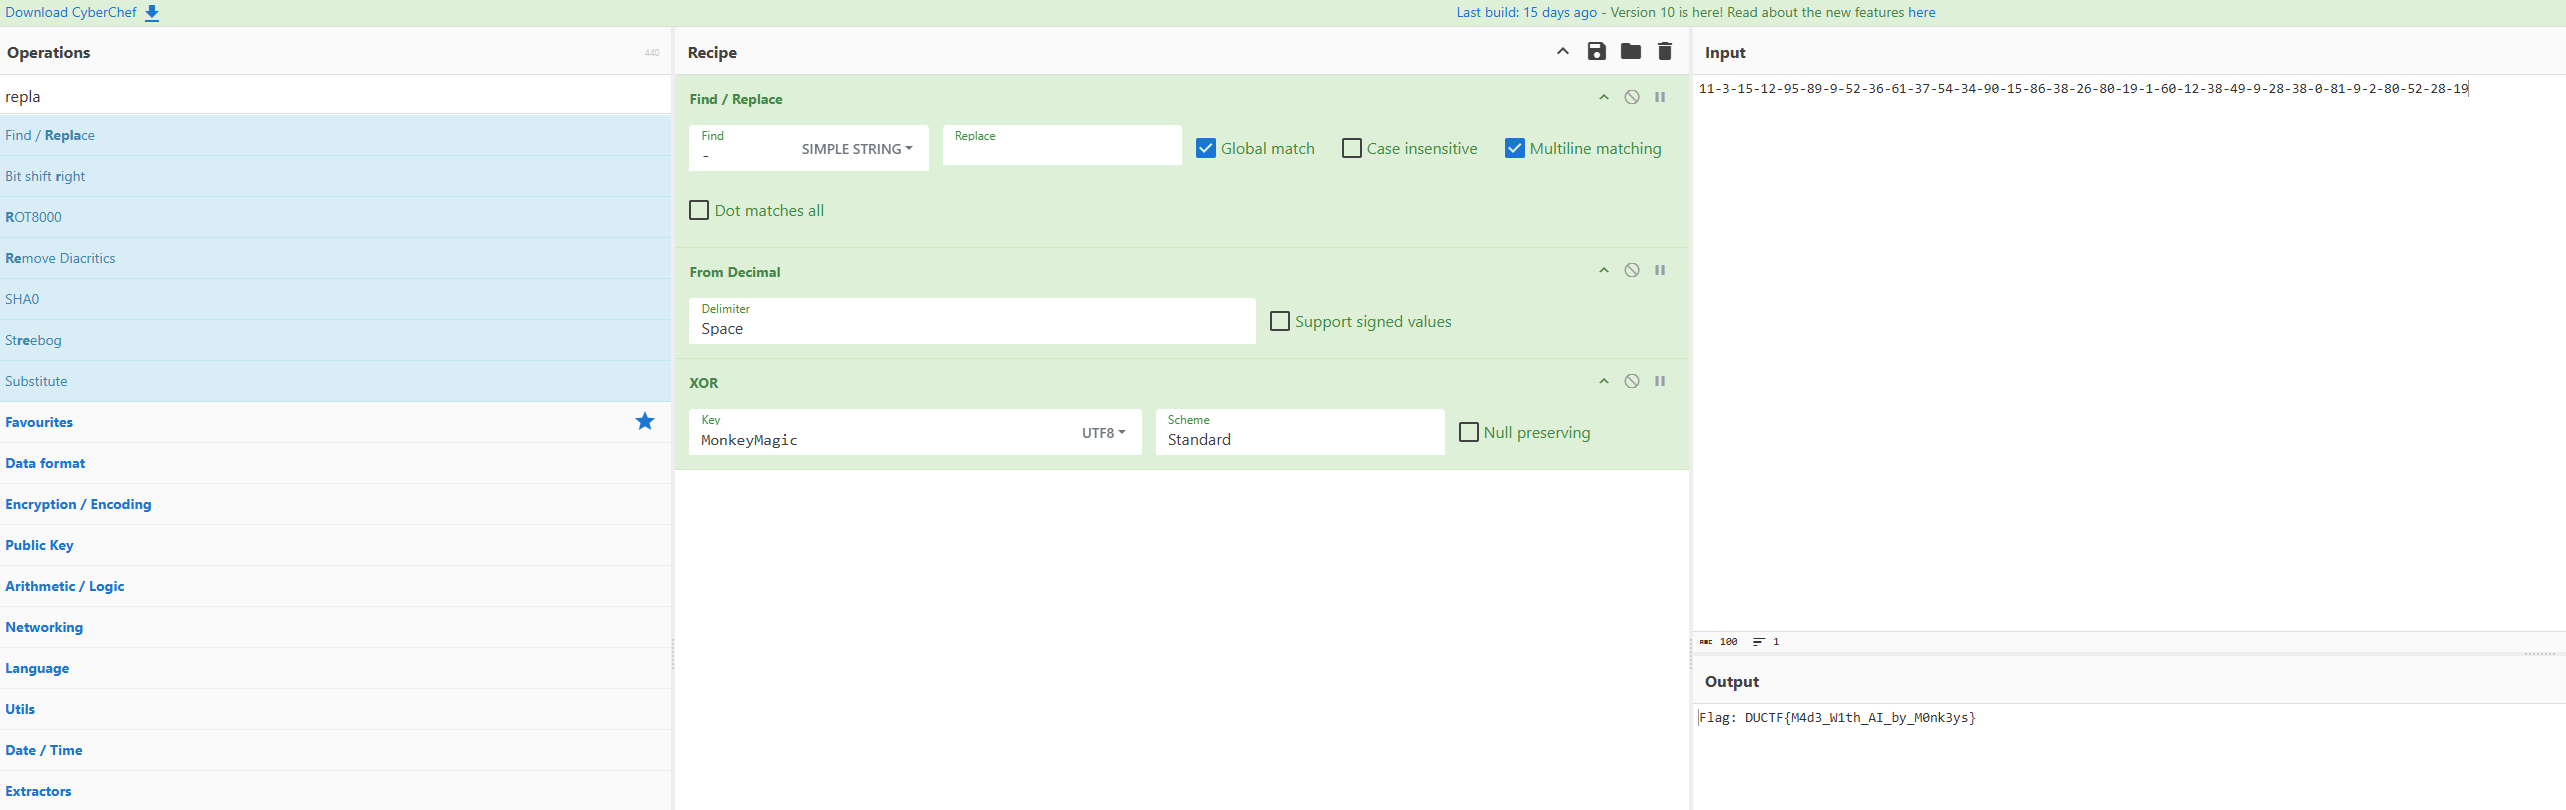 Download CyberChef
Last build: 15 days ago - Version 10 is here! Read about the new features here
Operations
440
repla
Find / Replace
Bit shift right
ROT8000
Remove Diacritics
SHA0
Streebog
Substitute
Favourites
Data format
Encryption / Encoding
Public Key
Arithmetic / Logic
Networking
Language
Utils
Date / Time
Extractors
Recipe
Find / Replace
Find
-
SIMPLE STRING
Replace
Global match
Case insensitive
Multiline matching
Dot matches all
From Decimal
Delimiter
Space
Support signed values
XOR
Key
MonkeyMagic
UTF8
Scheme
Standard
Null preserving
Input
11-3-15-12-95-89-9-52-36-61-37-54-34-90-15-86-38-26-80-19-1-60-12-38-49-9-28-38-0-81-9-2-80-52-28-19
ABC 100 1
Output
Flag: DUCTF{M4d3_W1th_AI_by_M0nk3ys}